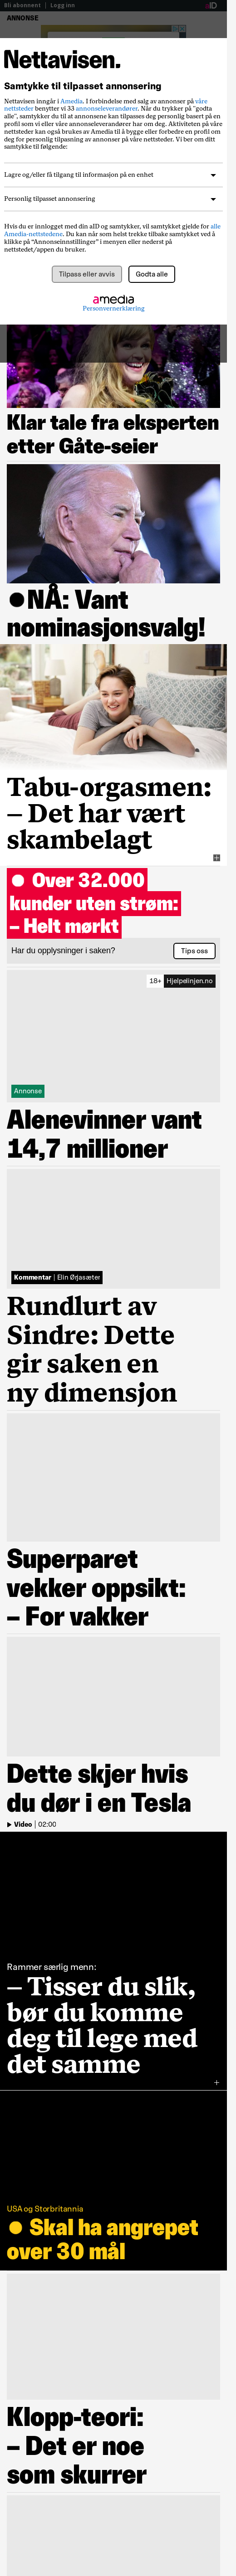 Bli abonnent | Logg inn
ANNONSE
Nettavisen.
Samtykke til tilpasset annonsering
Nettavisen inngår i Amedia. I forbindelse med salg av annonser på våre
nettsteder benytter vi 33 annonseleverandører. Hvis du trykker på "godta
alle", samtykker du til at annonsene kan tilpasses deg personlig basert på en
personprofil eller våre annonseleverandører har om deg. Aktiviteten din på våre
nettsteder kan også brukes av Amedia til å bygge eller forbedre en profil om
deg for personlig tilpasning av annonser på våre nettsteder. Vi ber om ditt
samtykke til følgende:
Lagre og/eller få tilgang til informasjon på en enhet
Personlig tilpasset annonsering
Hvis du er innlogget med din aID og samtykker, vil samtykket gjelde for alle
Amedia-nettstedene. Du kan når som helst trekke tilbake samtykket ved å
klikke på “Annonseinnstillinger” i menyen eller nederst på
nettstedet/appen du bruker.
Tilpass eller avvis
Godta alle
amedia
Personvernerklæring
Klar tale fra eksperten
etter Gåte-seier
NÅ: Vant
nominasjonsvalg!
Tabu-orgasmen:
– Det har vært
skambelagt
Over 32.000
kunder uten strøm:
– Helt mørkt
Har du opplysninger i saken?
Tips oss
18+ Hjelpelinjen.no
Annonse
Alenevinner vant
14,7 millioner
Kommentar | Elin Ørjasæter
Rundlurt av
Sindre: Dette
gir saken en
ny dimensjon
Superparet
vekker oppsikt:
– For vakker
Dette skjer hvis
du dør i en Tesla
Video | 02:00
Rammer særlig menn:
– Tisser du slik,
bør du komme
deg til lege med
det samme
USA og Storbritannia
Skal ha angrepet
over 30 mål
Klopp-teori:
– Det er noe
som skurrer